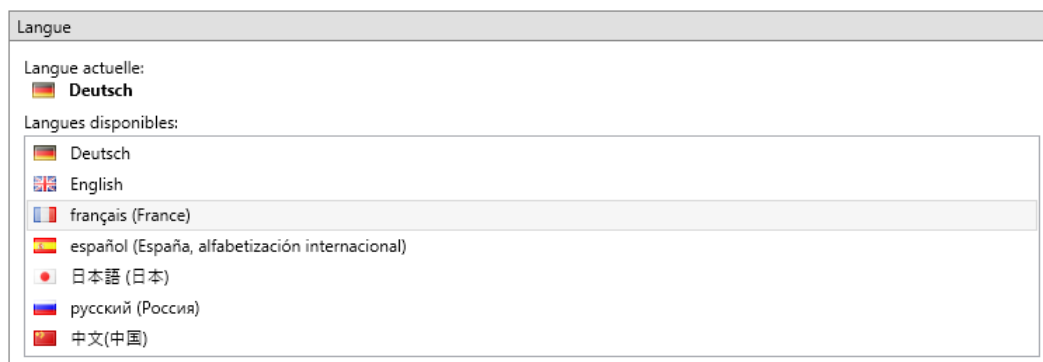 Langue
Langue actuelle:
Deutsch
Langues disponibles:
Deutsch
English
français (France)
español (España, alfabetización internacional)
日本語 (日本)
русский (Россия)
中文(中国)